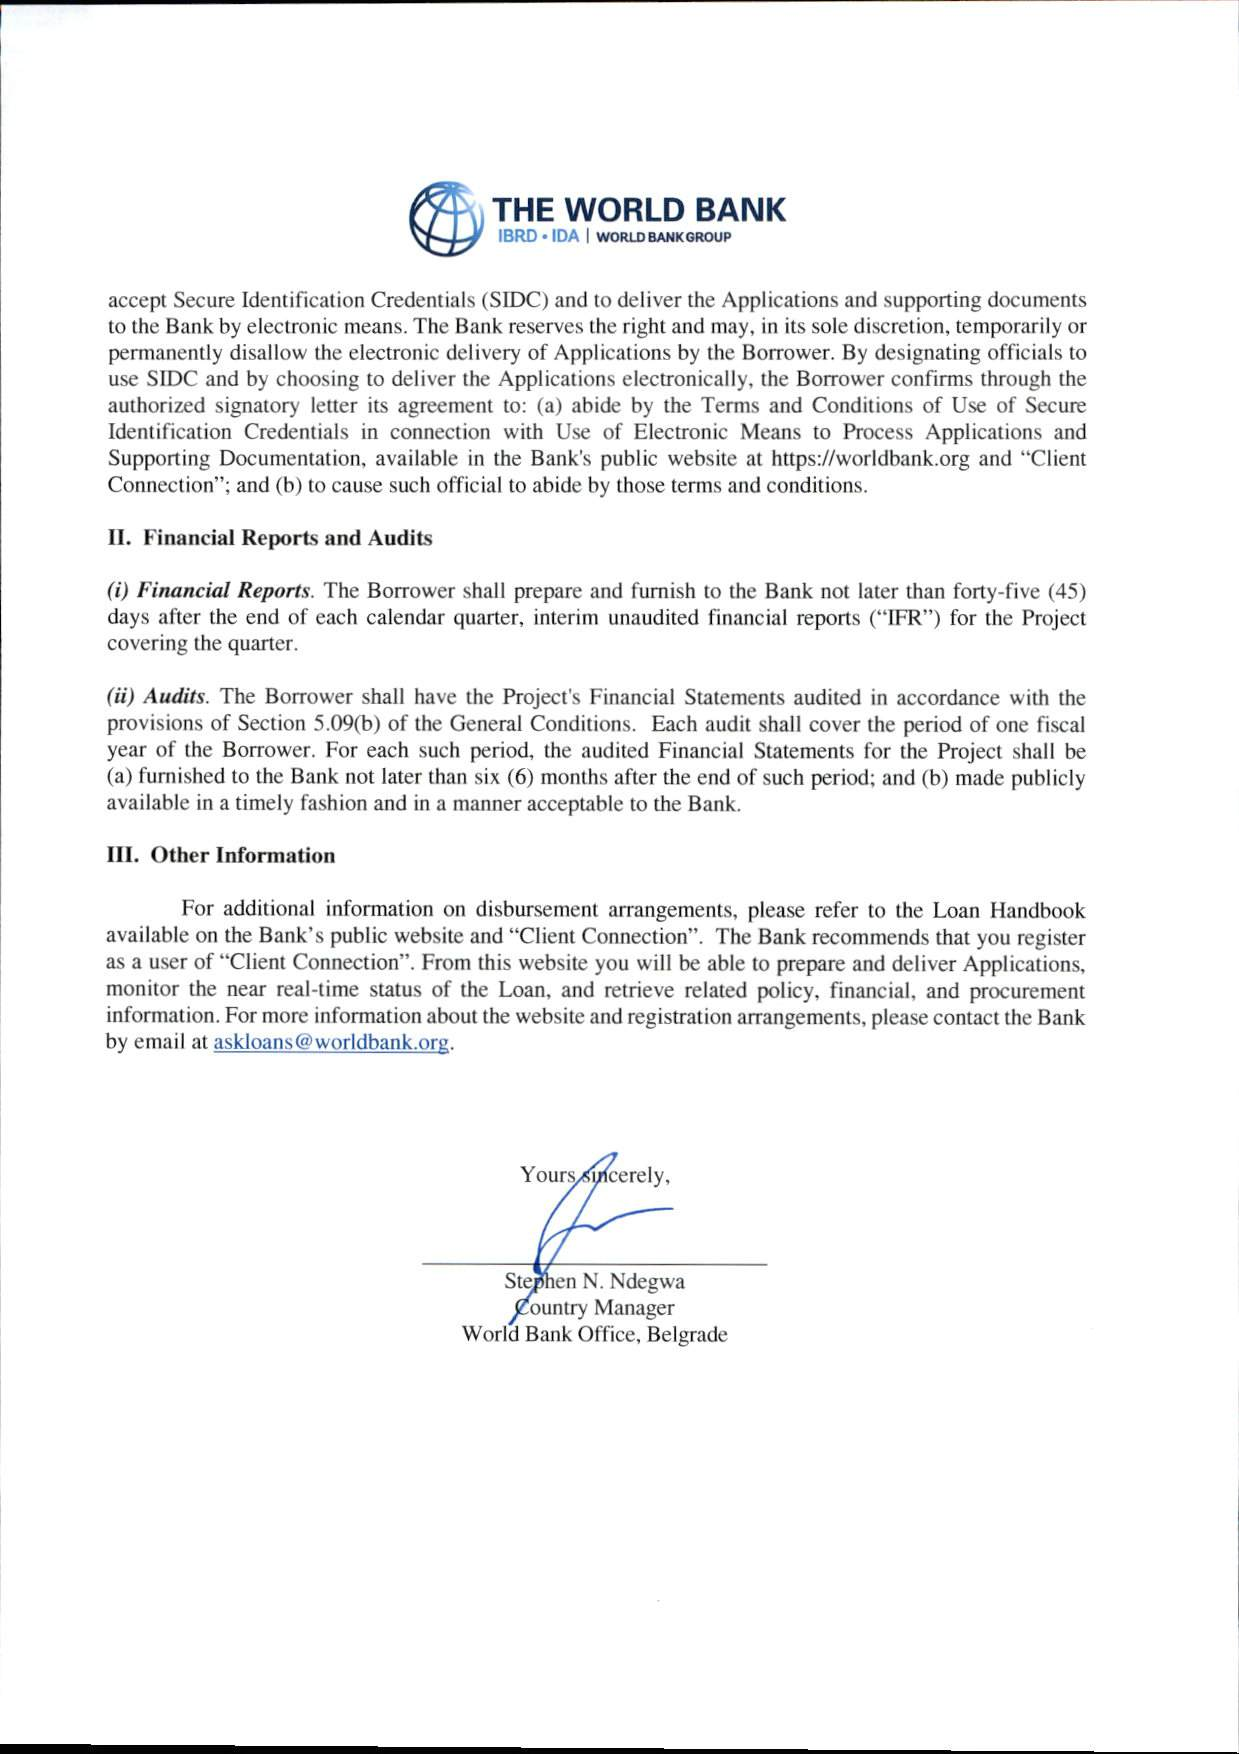 THE WORLD BANK
IBRD • IDA | WORLD BANK GROUP
accept Secure Identification Credentials (SIDC) and to deliver the Applications and supporting documents
to the Bank by electronic means. The Bank reserves the right and may, in its sole discretion, temporarily or
permanently disallow the electronic delivery of Applications by the Borrower. By designating officials to
use SIDC and by choosing to deliver the Applications electronically, the Borrower confirms through the
authorized signatory letter its agreement to: (a) abide by the Terms and Conditions of Use of Secure
Identification Credentials in connection with Use of Electronic Means to Process Applications and
Supporting Documentation, available in the Bank's public website at https://worldbank.org and “Client
Connection”; and (b) to cause such official to abide by those terms and conditions.
II. Financial Reports and Audits
(i) Financial Reports. The Borrower shall prepare and furnish to the Bank not later than forty-five (45)
days after the end of each calendar quarter, interim unaudited financial reports (“IFR”) for the Project
covering the quarter.
(ii) Audits. The Borrower shall have the Project's Financial Statements audited in accordance with the
provisions of Section 5.09(b) of the General Conditions. Each audit shall cover the period of one fiscal
year of the Borrower. For each such period, the audited Financial Statements for the Project shall be
(a) furnished to the Bank not later than six (6) months after the end of such period; and (b) made publicly
available in a timely fashion and in a manner acceptable to the Bank.
III. Other Information
For additional information on disbursement arrangements, please refer to the Loan Handbook
available on the Bank’s public website and “Client Connection”. The Bank recommends that you register
as a user of “Client Connection”. From this website you will be able to prepare and deliver Applications,
monitor the near real-time status of the Loan, and retrieve related policy, financial, and procurement
information. For more information about the website and registration arrangements, please contact the Bank
by email at askloans@worldbank.org.
Yours sincerely,
Stephen N. Ndegwa
Country Manager
World Bank Office, Belgrade